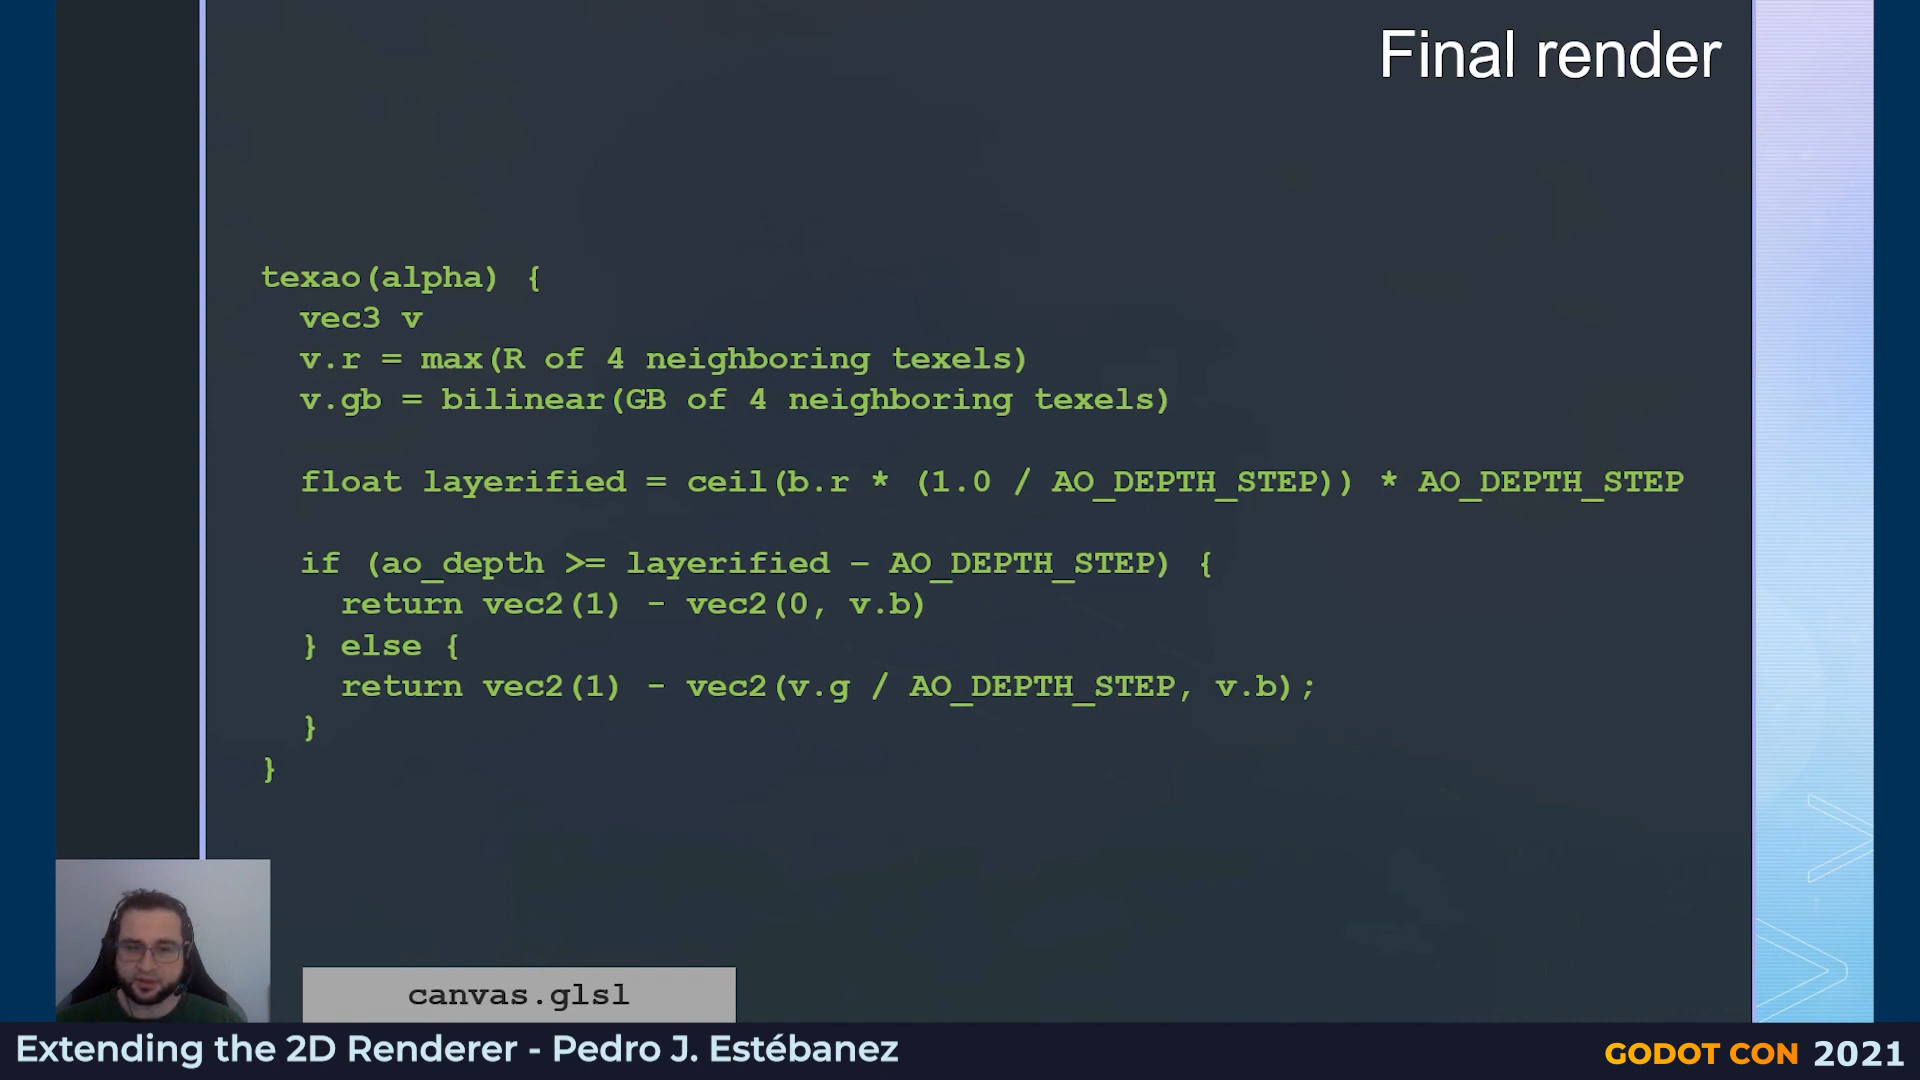 Final render
texao(alpha) {
vec3 v
v.r = max(R of 4 neighboring texels)
v.gb = bilinear(GB of 4 neighboring texels)
float layerified = ceil(b.r * (1.0 / AO_DEPTH_STEP)) * AO_DEPTH_STEP
if (ao_depth >= layerified – AO_DEPTH_STEP) {
return vec2(1) - vec2(0, v.b)
} else {
return vec2(1) - vec2(v.g / AO_DEPTH_STEP, v.b);
}
}
canvas.glsl
Extending the 2D Renderer - Pedro J. Estébanez
GODOT CON 2021